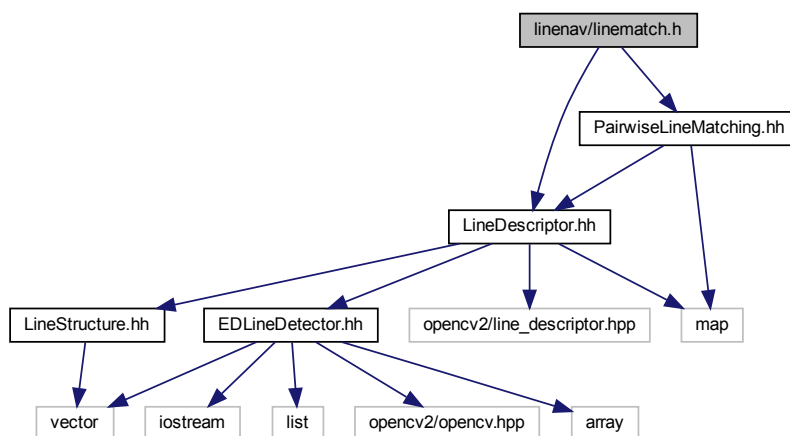 linenav/linematch.h
PairwiseLineMatching.hh
LineDescriptor.hh
LineStructure.hh
EDLineDetector.hh
opencv2/line_descriptor.hpp
map
vector
iostream
list
opencv2/opencv.hpp
array